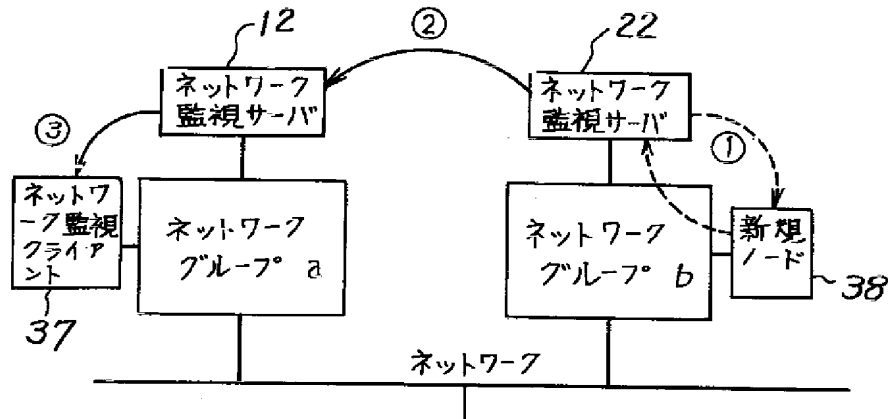 12
②
22
ネットワーク
監視サーバ
ネットワーク
監視サーバ
③
①
ネットワ
ーク監視
クライア
ント
ネットワーク
グループ a
ネットワーク
グループ b
新規
ノード
37
38
ネットワーク